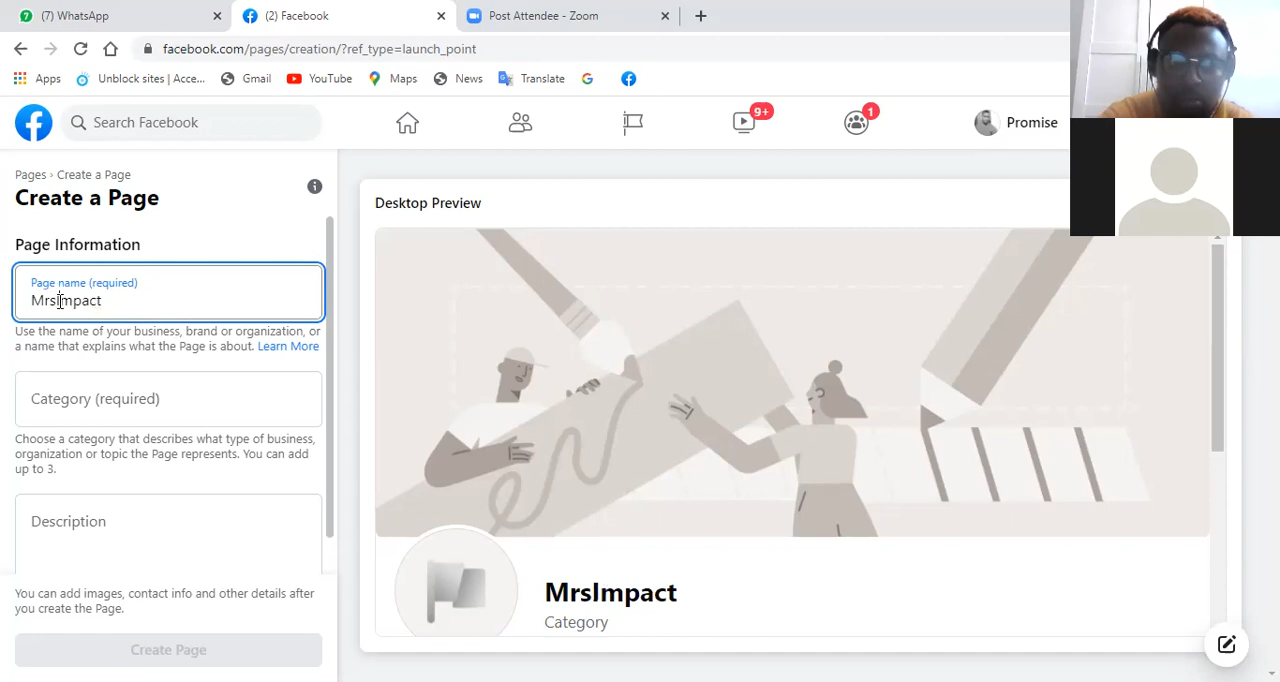 (7) WhatsApp
(2) Facebook
Post Attendee - Zoom
facebook.com/pages/creation/?ref_type=launch_point
Apps
Unblock sites | Acce...
Gmail
YouTube
Maps
News
Translate
Search Facebook
9+
1
Promise
Pages › Create a Page
Create a Page
Page Information
Page name (required)
MrsImpact
Use the name of your business, brand or organization, or
a name that explains what the Page is about. Learn More
Category (required)
Choose a category that describes what type of business,
organization or topic the Page represents. You can add
up to 3.
Description
You can add images, contact info and other details after
you create the Page.
Create Page
Desktop Preview
MrsImpact
Category